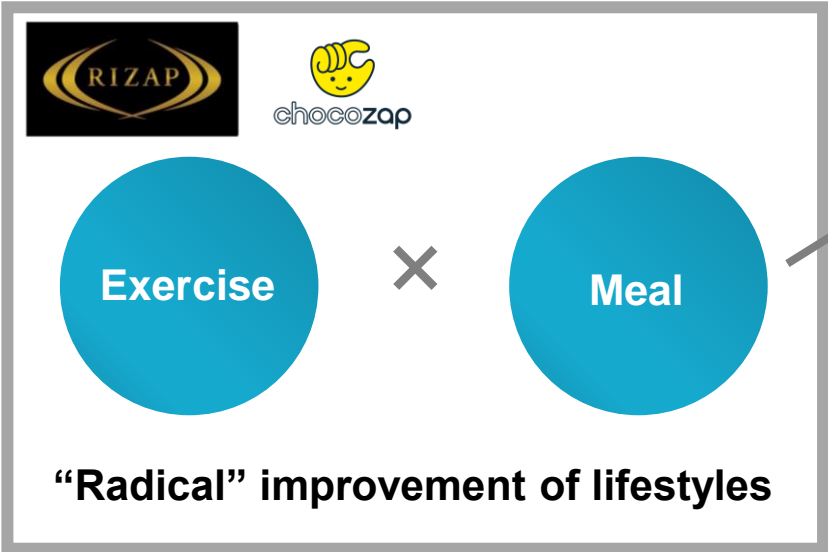 RIZAP
chocozap
Exercise
×
Meal
“Radical” improvement of lifestyles